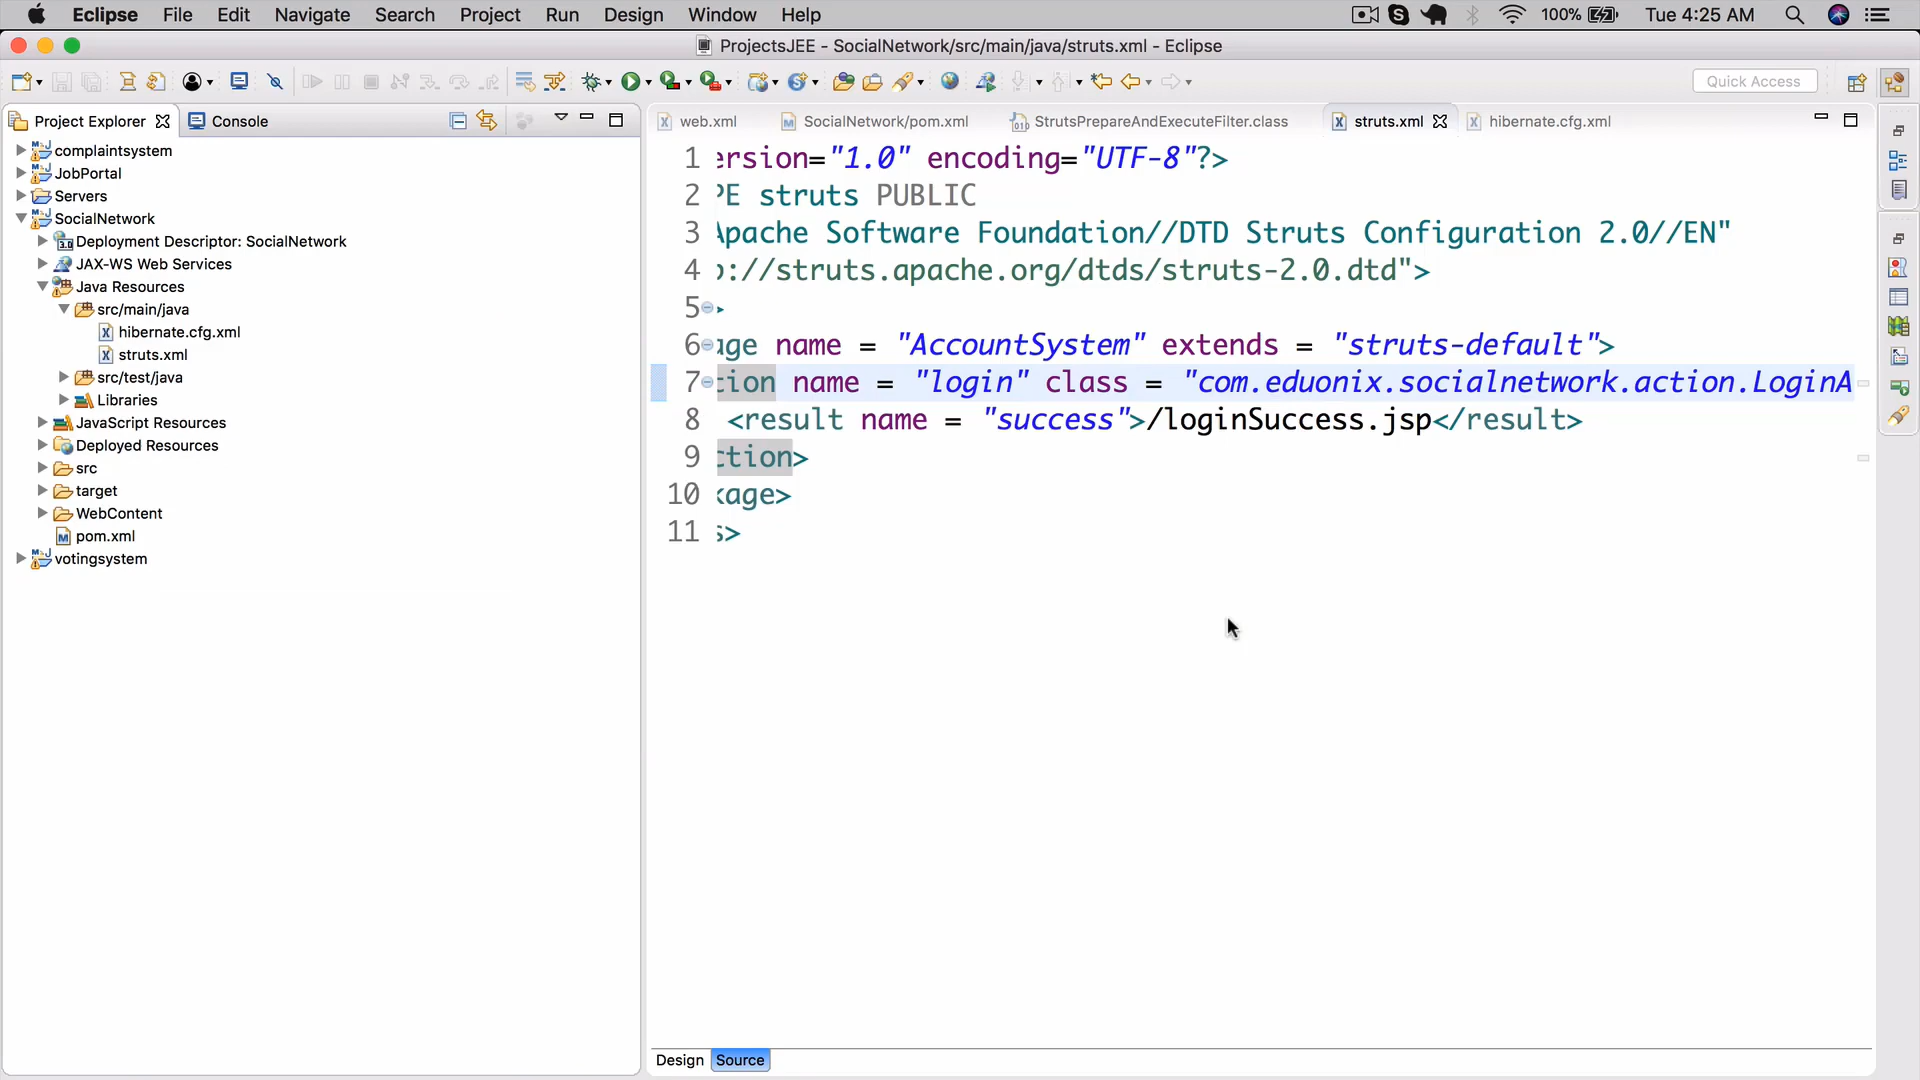 Eclipse File Edit Navigate Search Project Run Design Window Help 100% Tue 4:25 AM
ProjectsJEE - SocialNetwork/src/main/java/struts.xml - Eclipse
Quick Access
Project Explorer Console
web.xml SocialNetwork/pom.xml StrutsPrepareAndExecuteFilter.class struts.xml hibernate.cfg.xml
complaintsystem
JobPortal
Servers
SocialNetwork
Deployment Descriptor: SocialNetwork
JAX-WS Web Services
Java Resources
src/main/java
hibernate.cfg.xml
struts.xml
src/test/java
Libraries
JavaScript Resources
Deployed Resources
src
target
WebContent
pom.xml
votingsystem
1 ersion="1.0" encoding="UTF-8"?>
2 PE struts PUBLIC
3 Apache Software Foundation//DTD Struts Configuration 2.0//EN"
4 p://struts.apache.org/dtds/struts-2.0.dtd">
5 >
6 age name = "AccountSystem" extends = "struts-default">
7 tion name = "login" class = "com.eduonix.socialnetwork.action.LoginA
8 <result name = "success">/loginSuccess.jsp</result>
9 ction>
10 kage>
11 s>
Design Source